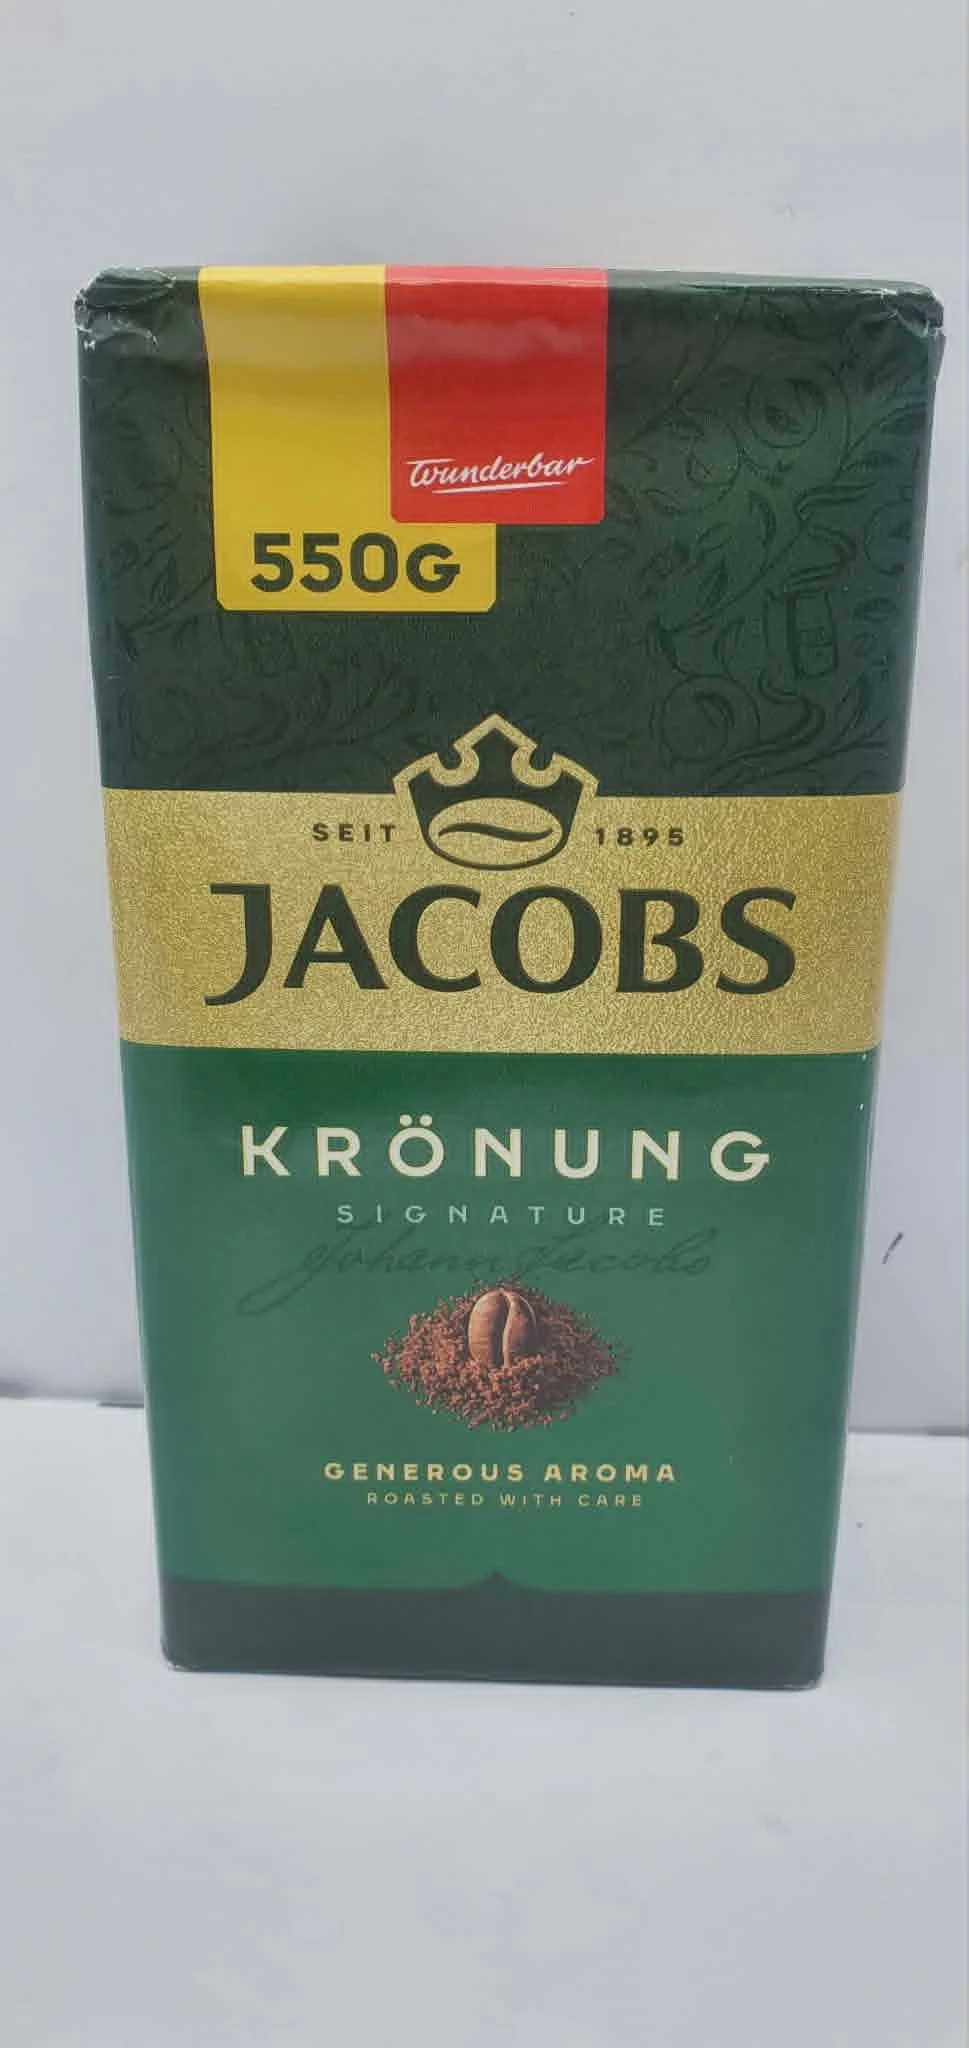 Wunderbar
550G
SEIT 1895
JACOBS
KRÖNUNG
SIGNATURE
Johann Jacobs
GENEROUS AROMA
ROASTED WITH CARE